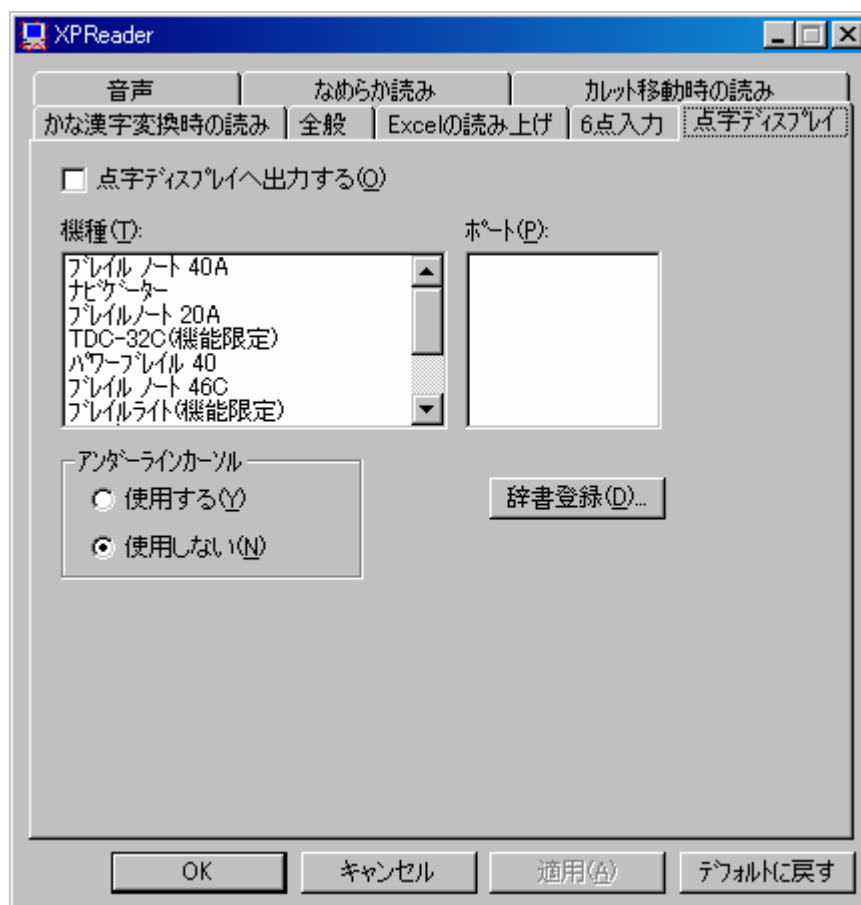 XPReader
音声 なめらか読み ｶﾚｯﾄ移動時の読み
かな漢字変換時の読み 全般 Excelの読み上げ 6点入力 点字ﾃﾞｨｽﾌﾟﾚｲ
点字ﾃﾞｨｽﾌﾟﾚｲへ出力する(O)
機種(T): ﾎﾟｰﾄ(P):
ﾌﾞﾚｲﾙ ﾉｰﾄ 40A
ﾅﾋﾞｹﾞｰﾀｰ
ﾌﾞﾚｲﾙﾉｰﾄ 20A
TDC-32C(機能限定)
ﾊﾟﾜｰﾌﾞﾚｲﾙ 40
ﾌﾞﾚｲﾙ ﾉｰﾄ 46C
ﾌﾞﾚｲﾙﾗｲﾄ(機能限定)
ｱﾝﾀﾞｰﾗｲﾝｶｰｿﾙ
使用する(Y) 辞書登録(D)...
使用しない(N)
OK キャンセル 適用(A) ﾃﾞﾌｫﾙﾄに戻す